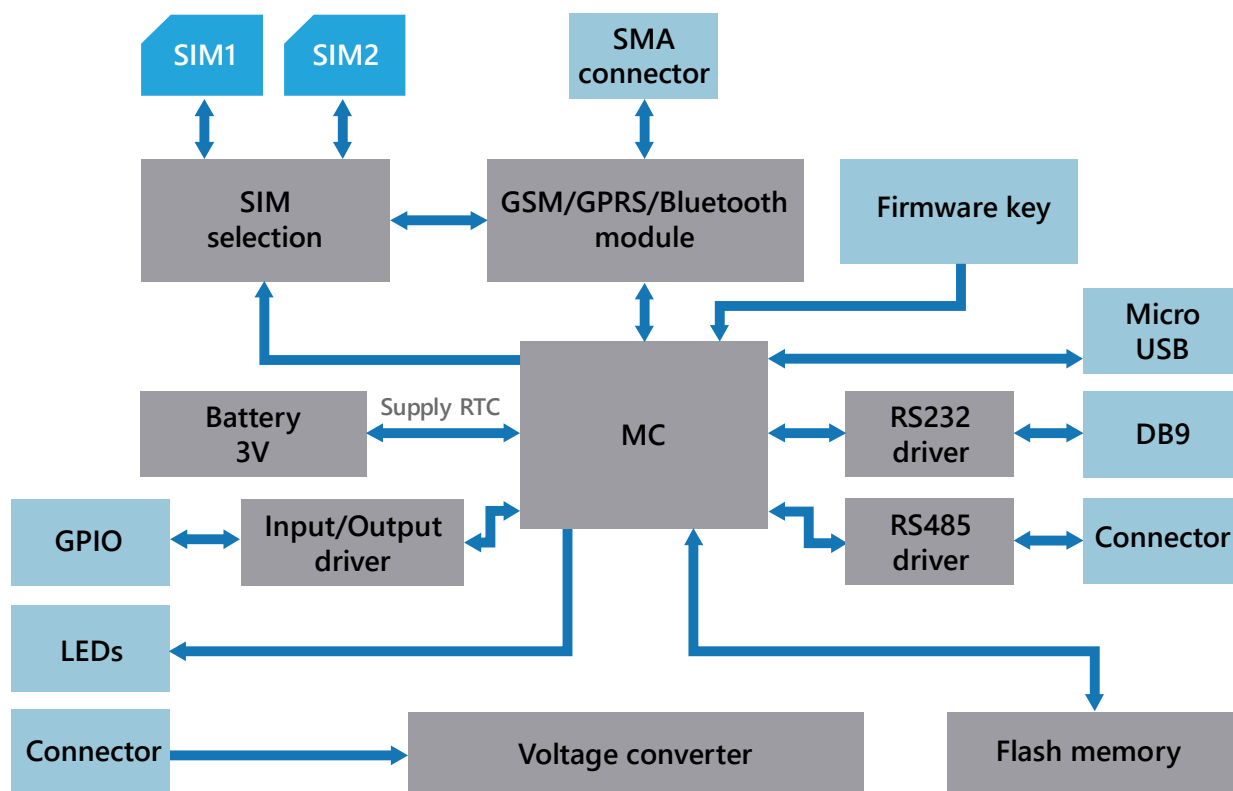 SIM1
SIM2
SMA
connector
SIM
selection
GSM/GPRS/Bluetooth
module
Firmware key
Micro
USB
Battery
3V
Supply RTC
MC
RS232
driver
DB9
GPIO
Input/Output
driver
RS485
driver
Connector
LEDs
Connector
Voltage converter
Flash memory